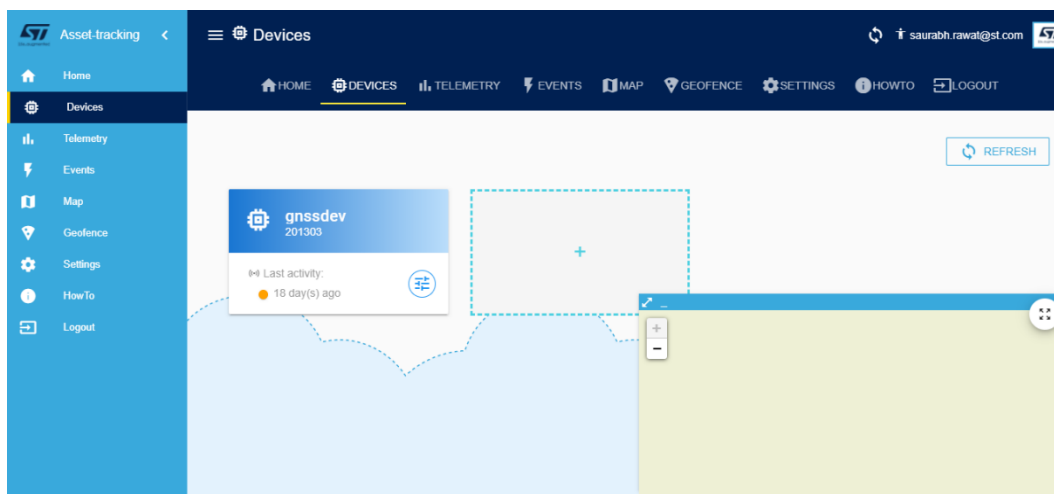 Asset-tracking
Devices
saurabh.rawat@st.com
Home
Devices
Telemetry
Events
Map
Geofence
Settings
HowTo
Logout
HOME
DEVICES
TELEMETRY
EVENTS
MAP
GEOFENCE
SETTINGS
HOWTO
LOGOUT
REFRESH
gnssdev
201303
Last activity:
18 day(s) ago
+
+
−